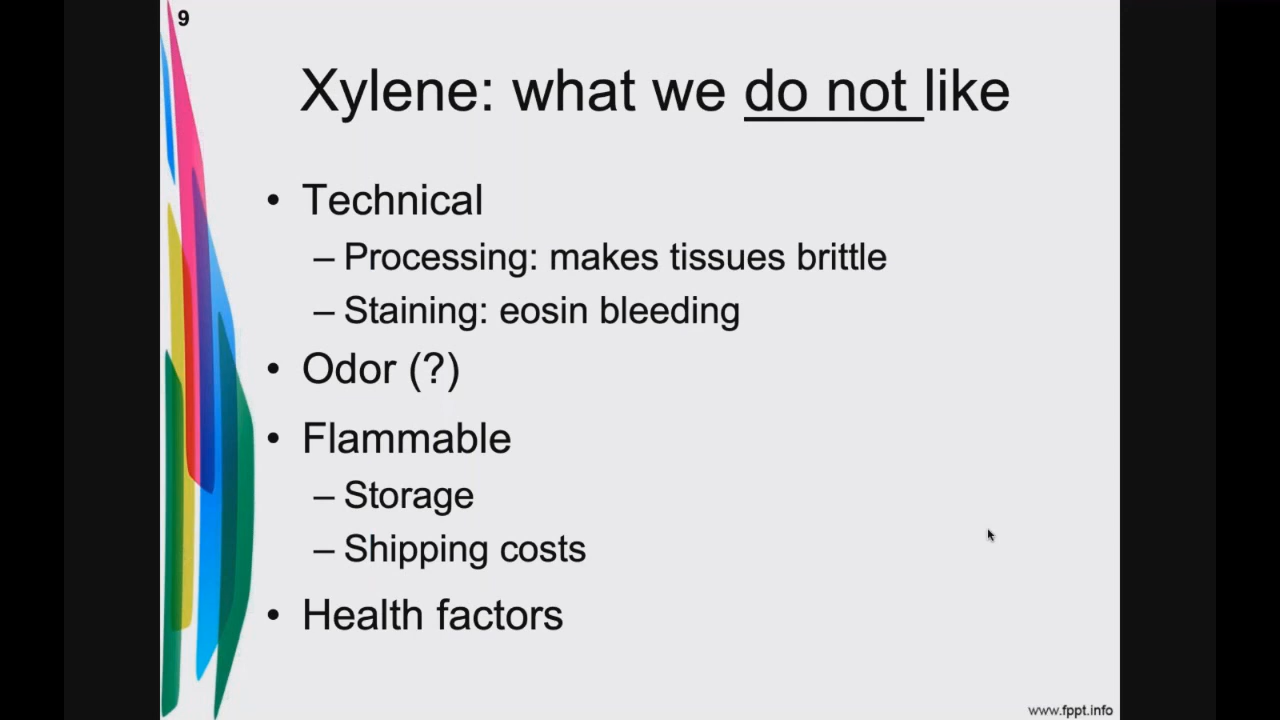 9
Xylene: what we do not like
• Technical
– Processing: makes tissues brittle
– Staining: eosin bleeding
• Odor (?)
• Flammable
– Storage
– Shipping costs
• Health factors
www.fppt.info